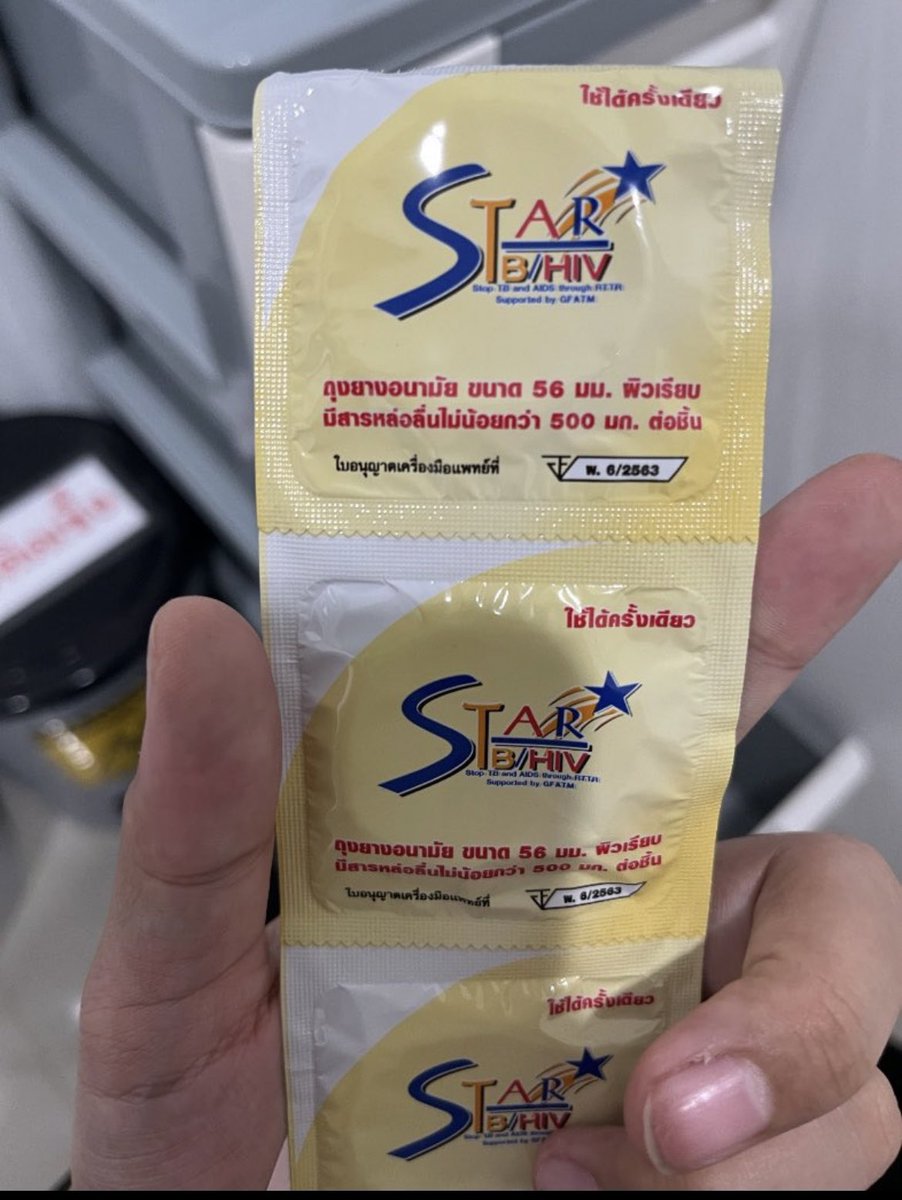 ใช้ได้ครั้งเดียว
STAR
TB/HIV
Stop TB and AIDS through RTTR
Supported by GFATM
ถุงยางอนามัย ขนาด 56 มม. ผิวเรียบ
มีสารหล่อลื่นไม่น้อยกว่า 500 มก. ต่อชิ้น
ใบอนุญาตเครื่องมือแพทย์ที่ พ. 6/2563
ใช้ได้ครั้งเดียว
STAR
TB/HIV
Stop TB and AIDS through RTTR
Supported by GFATM
ถุงยางอนามัย ขนาด 56 มม. ผิวเรียบ
มีสารหล่อลื่นไม่น้อยกว่า 500 มก. ต่อชิ้น
ใบอนุญาตเครื่องมือแพทย์ที่ พ. 6/2563
ใช้ได้ครั้งเดียว
STAR
TB/HIV
Stop TB and AIDS through
Supported by GFATM